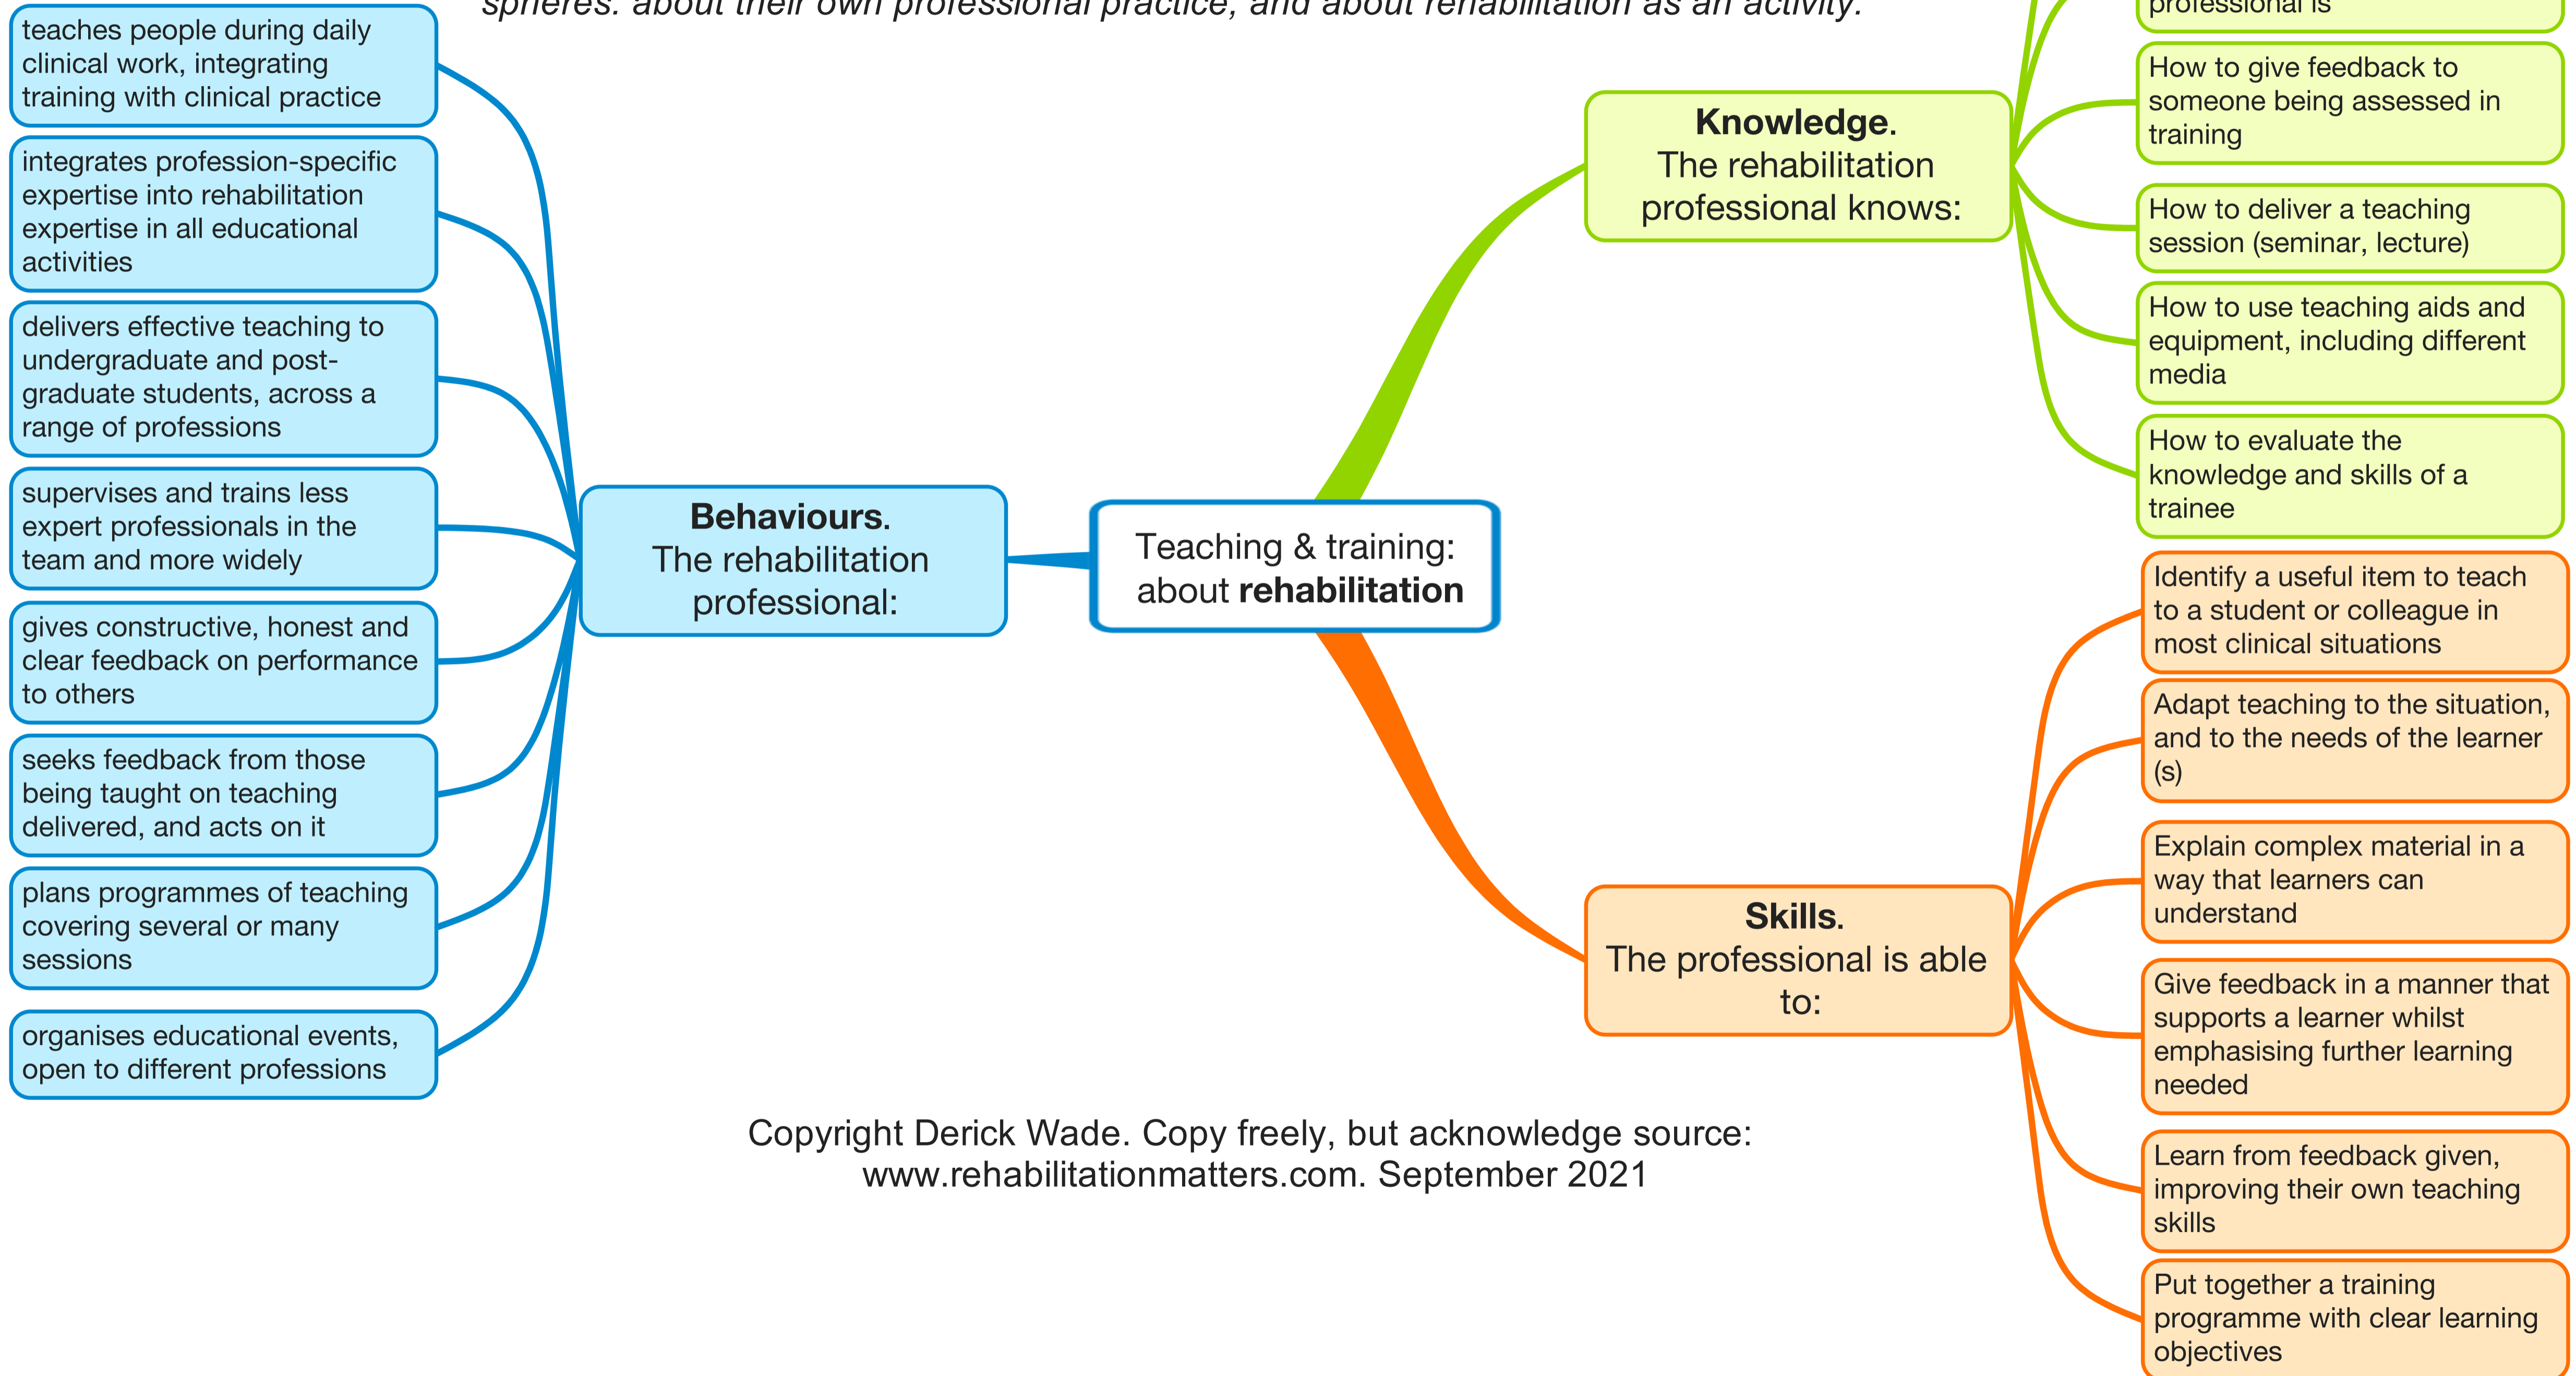 spheres: about their own professional practice, and about rehabilitation as an activity.
teaches people during daily
clinical work, integrating
training with clinical practice
integrates profession-specific
expertise into rehabilitation
expertise in all educational
activities
delivers effective teaching to
undergraduate and post-
graduate students, across a
range of professions
supervises and trains less
expert professionals in the
team and more widely
gives constructive, honest and
clear feedback on performance
to others
seeks feedback from those
being taught on teaching
delivered, and acts on it
plans programmes of teaching
covering several or many
sessions
organises educational events,
open to different professions
Behaviours.
The rehabilitation
professional:
Teaching & training:
about rehabilitation
Knowledge.
The rehabilitation
professional knows:
professional is
How to give feedback to
someone being assessed in
training
How to deliver a teaching
session (seminar, lecture)
How to use teaching aids and
equipment, including different
media
How to evaluate the
knowledge and skills of a
trainee
Skills.
The professional is able
to:
Identify a useful item to teach
to a student or colleague in
most clinical situations
Adapt teaching to the situation,
and to the needs of the learner
(s)
Explain complex material in a
way that learners can
understand
Give feedback in a manner that
supports a learner whilst
emphasising further learning
needed
Learn from feedback given,
improving their own teaching
skills
Put together a training
programme with clear learning
objectives
Copyright Derick Wade. Copy freely, but acknowledge source:
www.rehabilitationmatters.com. September 2021